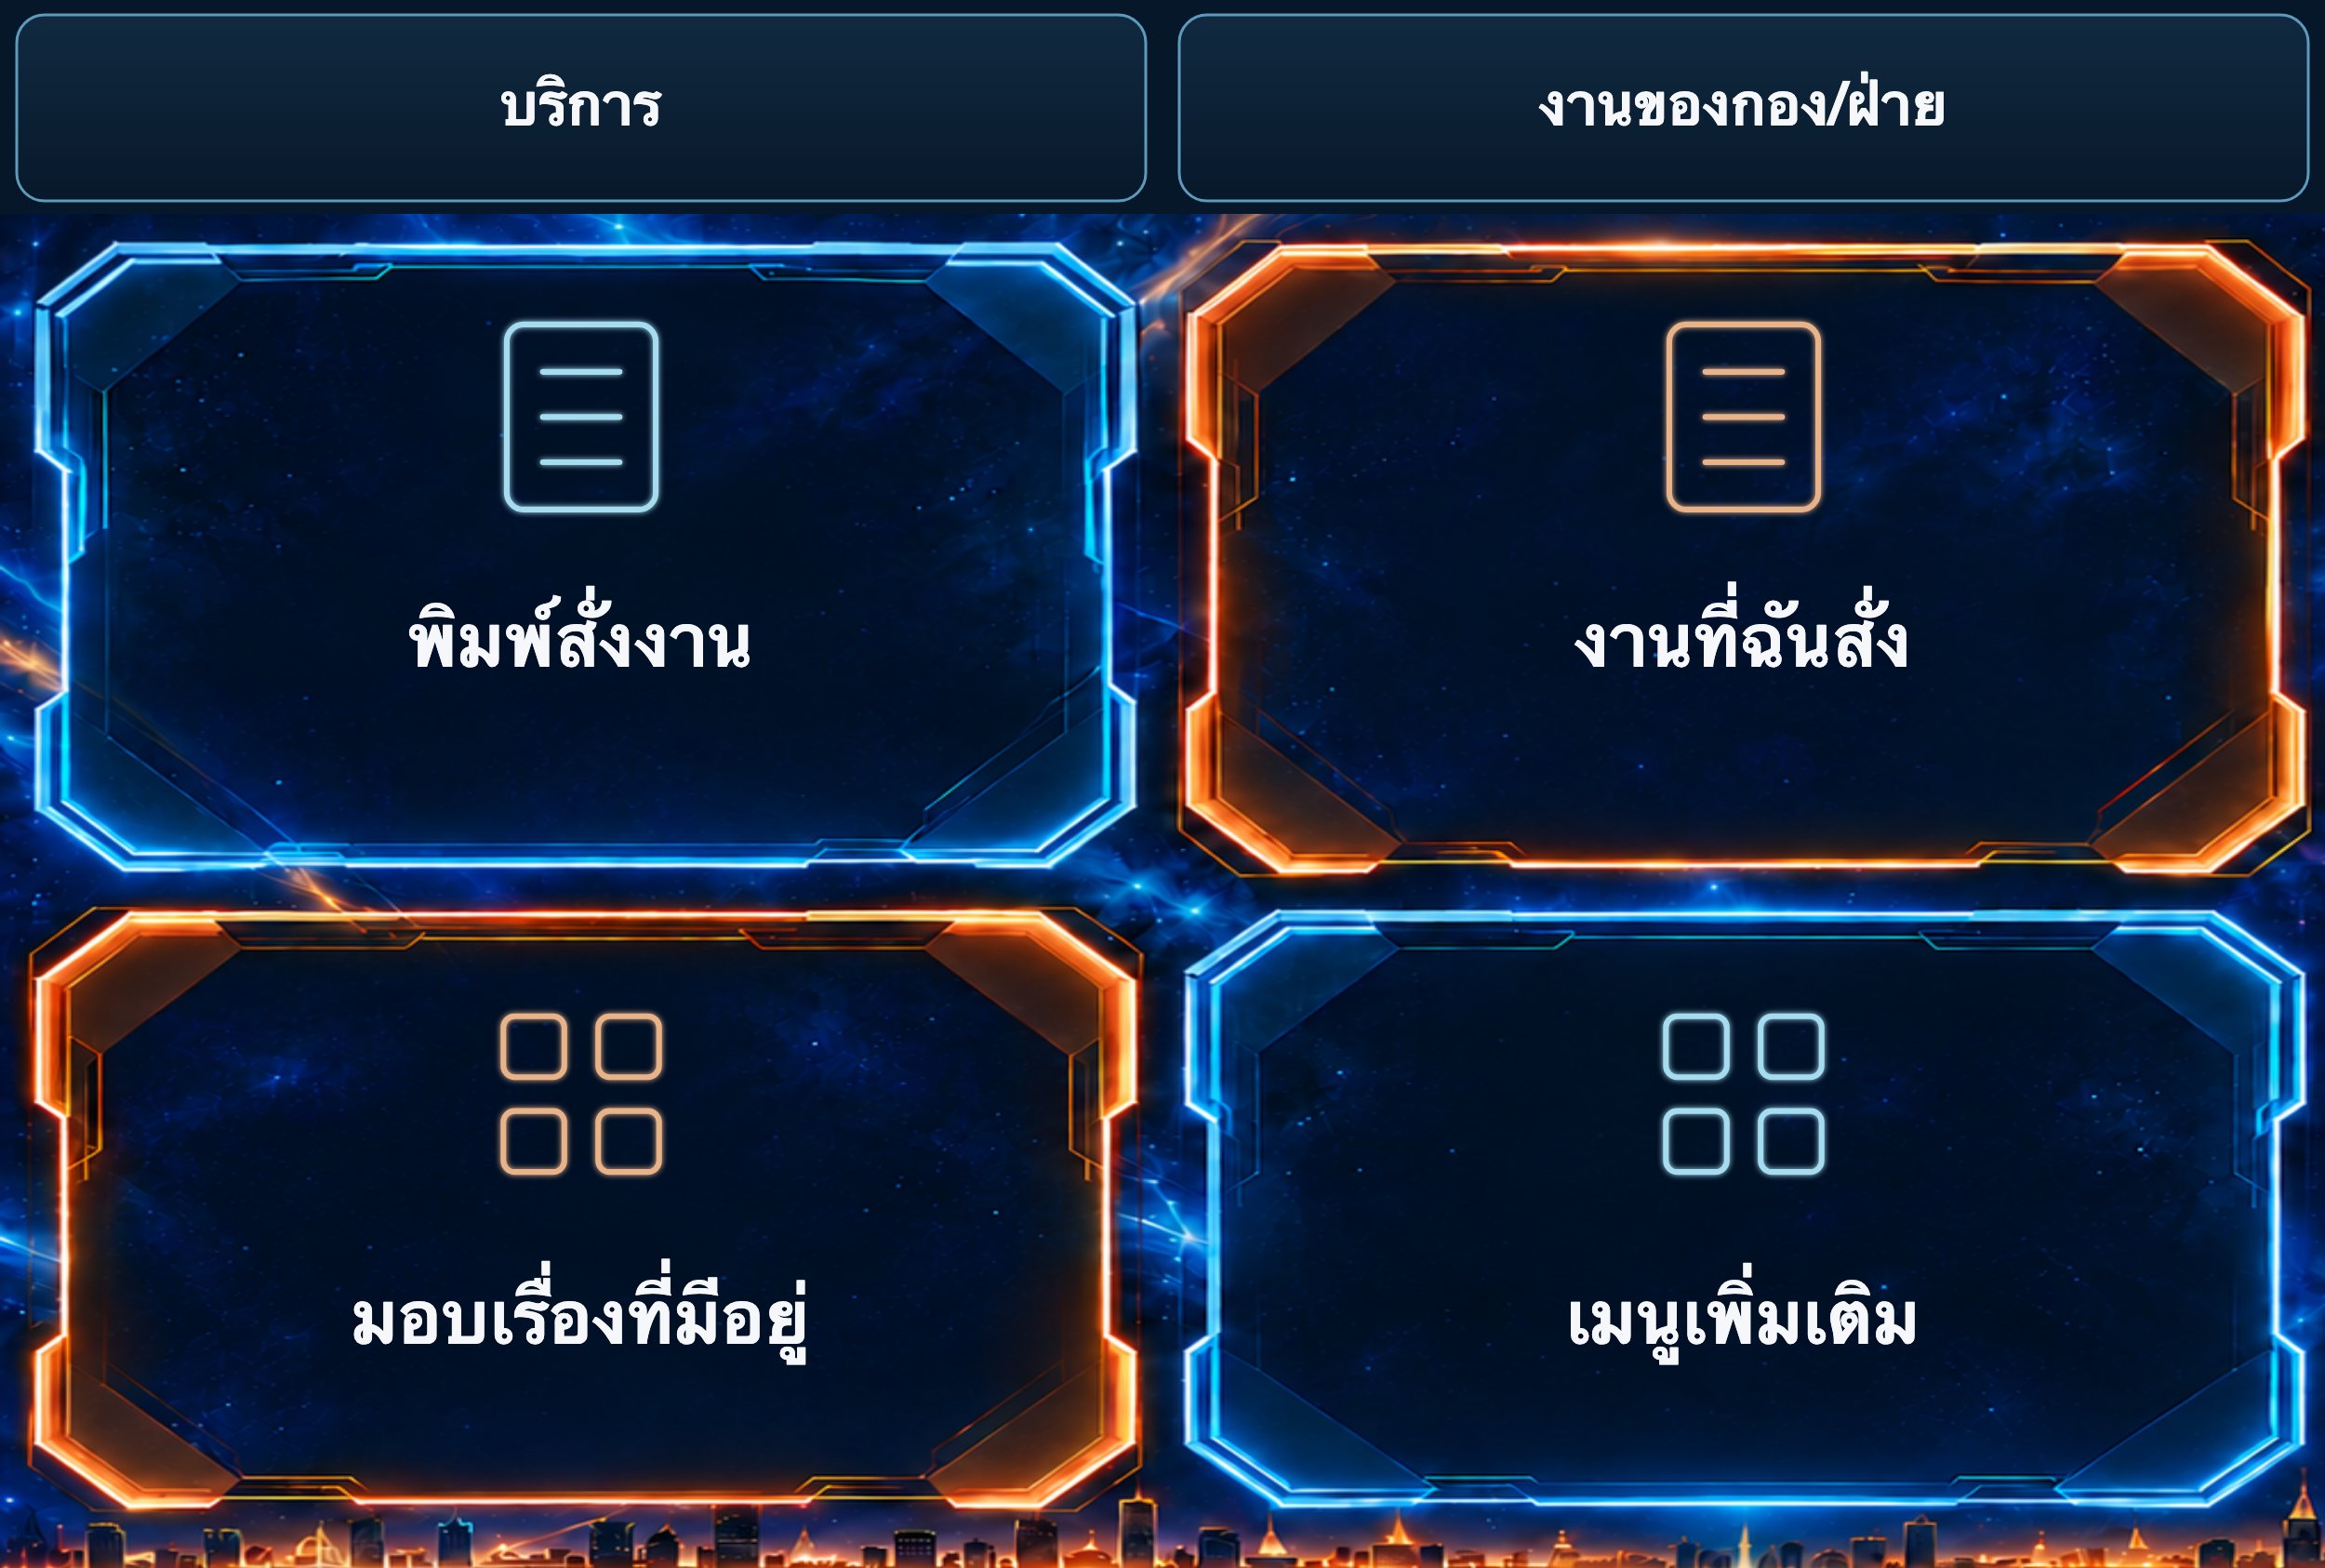 บริการ
งานของกอง/ฝ่าย
พิมพ์สั่งงาน
งานที่ฉันสั่ง
มอบเรื่องที่มีอยู่
เมนูเพิ่มเติม